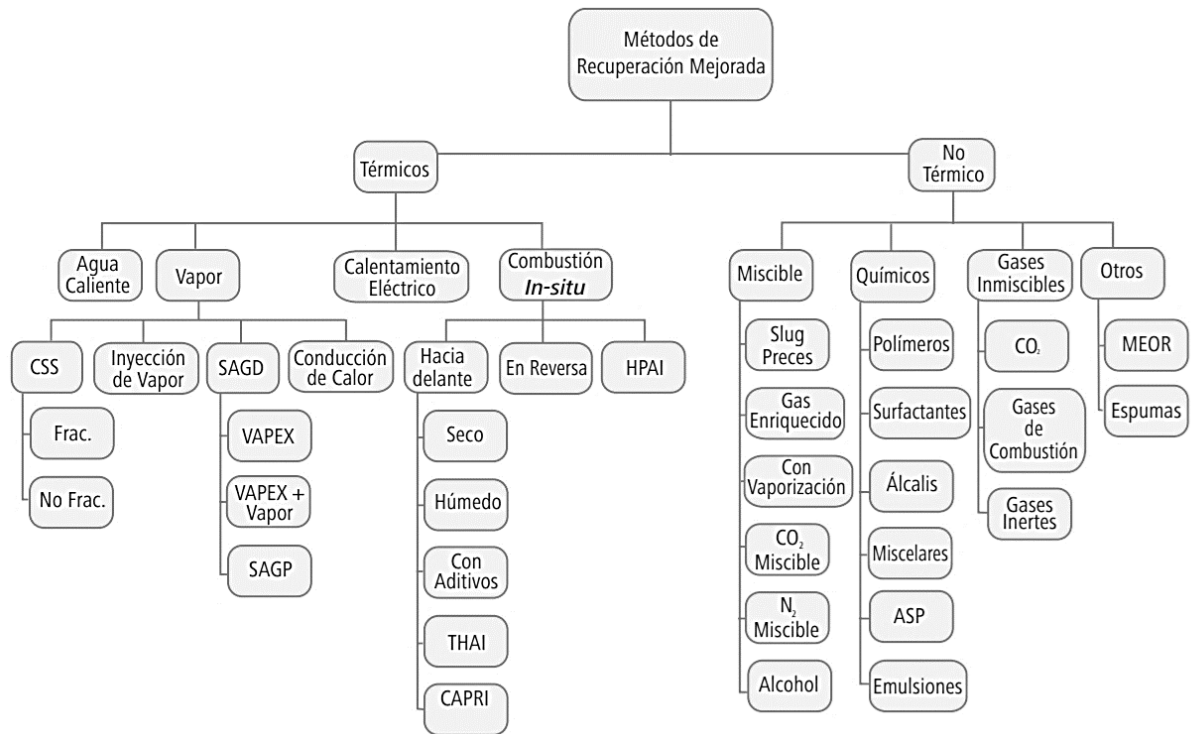 Métodos de
Recuperación Mejorada
Térmicos
No
Térmico
Agua
Caliente
Vapor
Calentamiento
Eléctrico
Combustión
In-situ
Miscible
Químicos
Gases
Inmiscibles
Otros
CSS
Inyección
de Vapor
SAGD
Conducción
de Calor
Hacia
delante
En Reversa
HPAI
Frac.
No Frac.
VAPEX
VAPEX +
Vapor
SAGP
Seco
Húmedo
Con
Aditivos
THAI
CAPRI
Slug
Preces
Gas
Enriquecido
Con
Vaporización
CO₂
Miscible
N₂
Miscible
Alcohol
Polímeros
Surfactantes
Álcalis
Miscelares
ASP
Emulsiones
CO₂
Gases
de
Combustión
Gases
Inertes
MEOR
Espumas